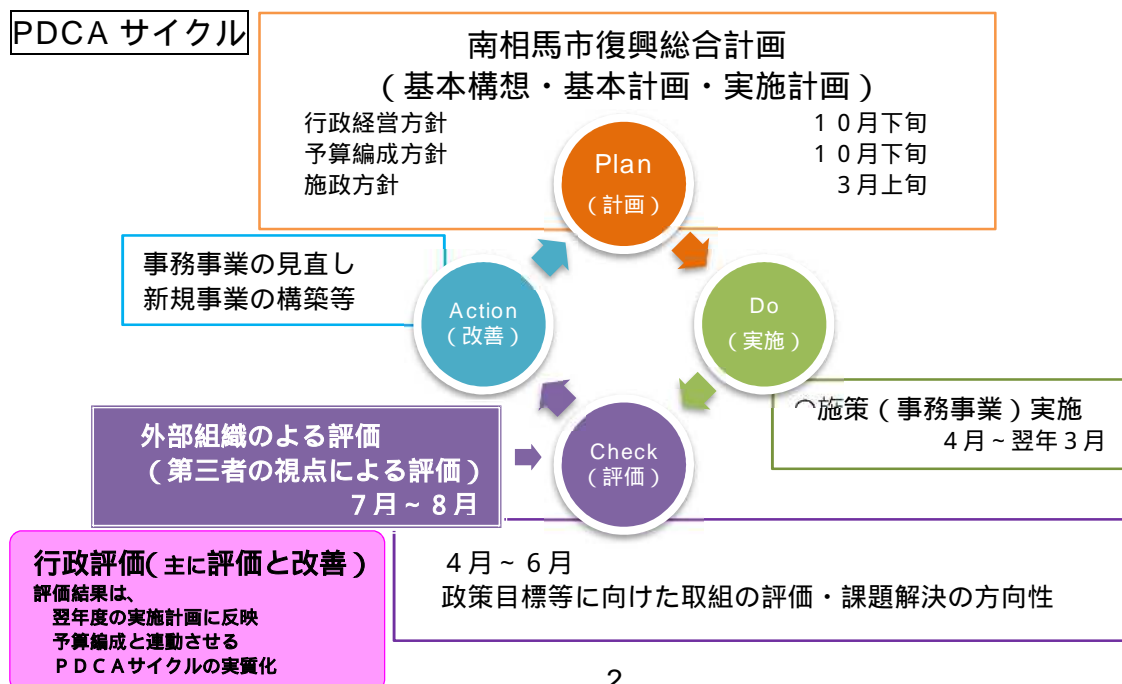 PDCA サイクル
南相馬市復興総合計画
(基本構想・基本計画・実施計画)
行政経営方針 10月下旬
予算編成方針 10月下旬
施政方針 3月上旬
Plan
(計画)
事務事業の見直し
新規事業の構築等
Action
(改善)
Do
(実施)
施策(事務事業)実施
4月~翌年3月
外部組織のよる評価
(第三者の視点による評価)
7月~8月
Check
(評価)
行政評価(主に評価と改善)
評価結果は、
翌年度の実施計画に反映
予算編成と連動させる
PDCAサイクルの実質化
4月~6月
政策目標等に向けた取組の評価・課題解決の方向性
2